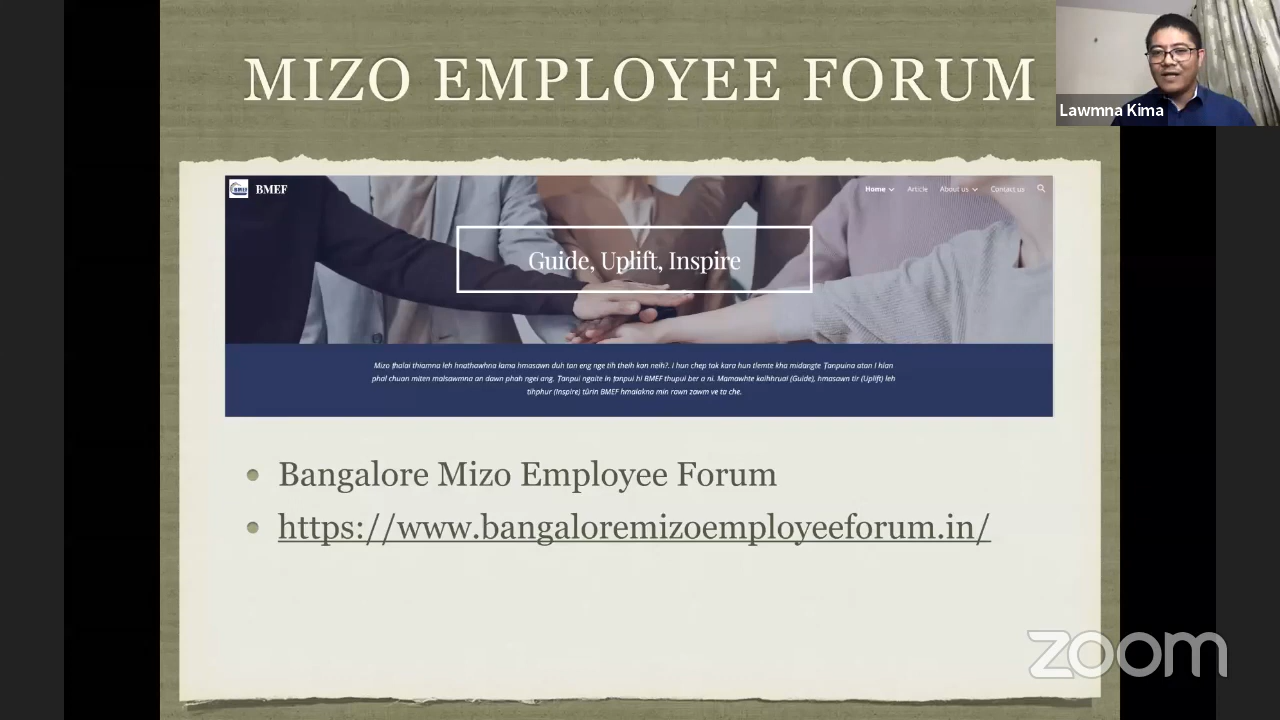 MIZO EMPLOYEE FORUM
Lawmna Kima
BMEF
Home
Article
About us
Contact us
Guide, Uplift, Inspire
Mizo ṭhalai thiamna leh hnathawhna lama hmasawn duh tan eng nge tih theih kan neih?. I hun chep tak kara hun tlemte kha midangte Ṭanpuina atan I hlan
phal chuan miten malsawmna an dawn phah ngei ang. Ṭanpui ngaite in ṭanpui hi BMEF thupui ber a ni. Mamawhte kaihhruai (Guide), hmasawn tir (Uplift) leh
tihphur (Inspire) tûrin BMEF hmalakna min rawn zawm ve ta che.
Bangalore Mizo Employee Forum
https://www.bangaloremizoemployeeforum.in/
zoom